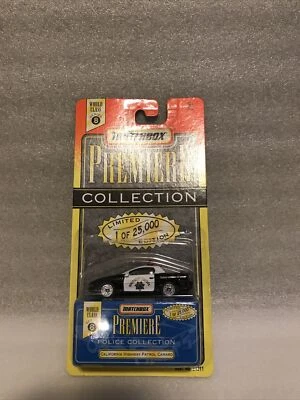 WORLD CLASS
8
MATCHBOX
PREMIERE
COLLECTION
LIMITED
1 OF 25,000
EDITION
WORLD CLASS
8
MATCHBOX
PREMIERE
POLICE COLLECTION
CALIFORNIA HIGHWAY PATROL CAMARO